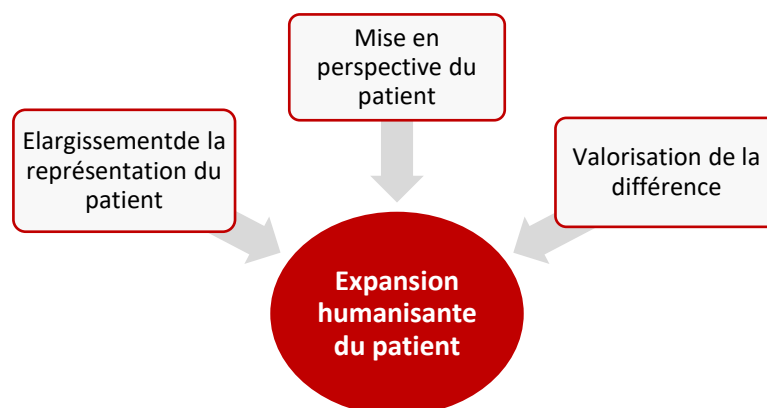 Mise en
perspective du
patient
Elargissementde la
représentation du
patient
Valorisation de la
différence
Expansion
humanisante
du patient